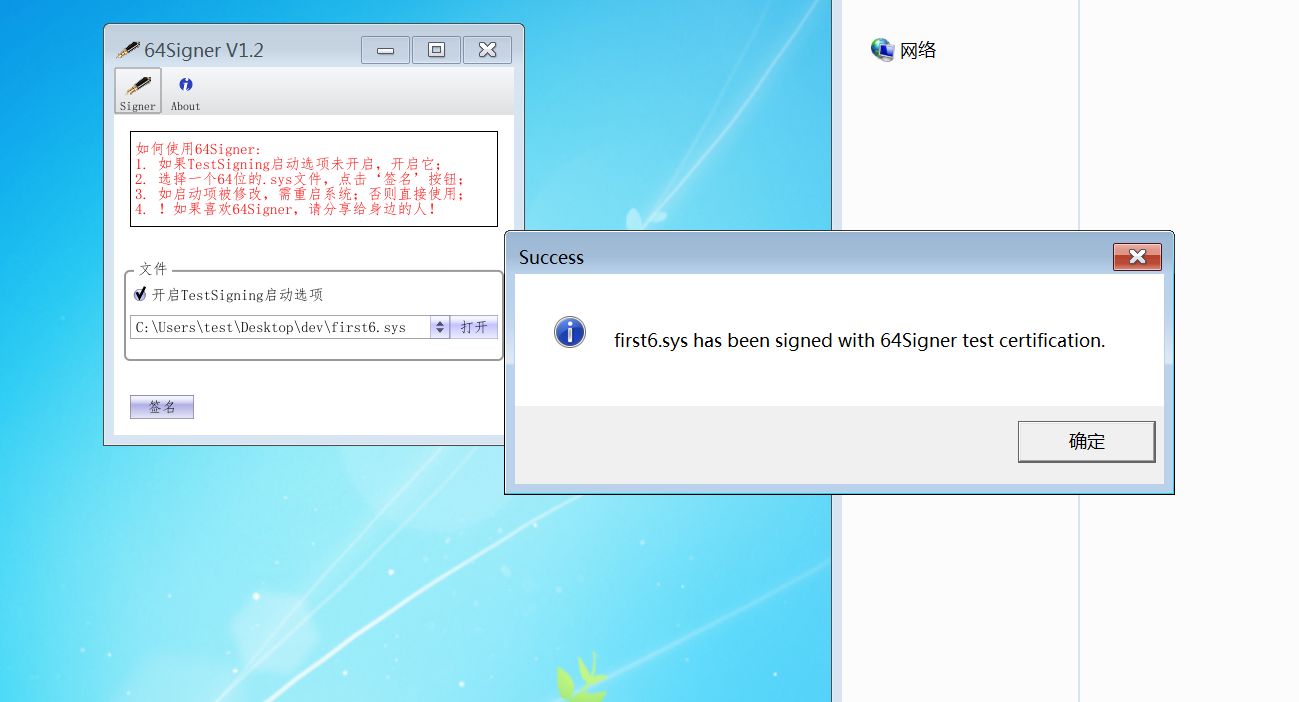 64Signer V1.2
Signer
About
如何使用64Signer:
1. 如果TestSigning启动选项未开启，开启它；
2. 选择一个64位的.sys文件，点击‘签名’按钮；
3. 如启动项被修改，需重启系统；否则直接使用；
4. ！如果喜欢64Signer，请分享给身边的人！
文件
开启TestSigning启动选项
C:\Users\test\Desktop\dev\first6.sys
打开
签名
网络
Success
first6.sys has been signed with 64Signer test certification.
确定